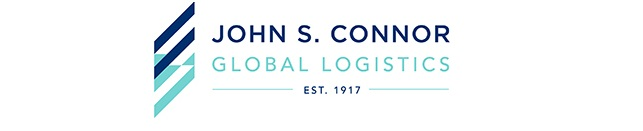 JOHN S. CONNOR
GLOBAL LOGISTICS
EST. 1917